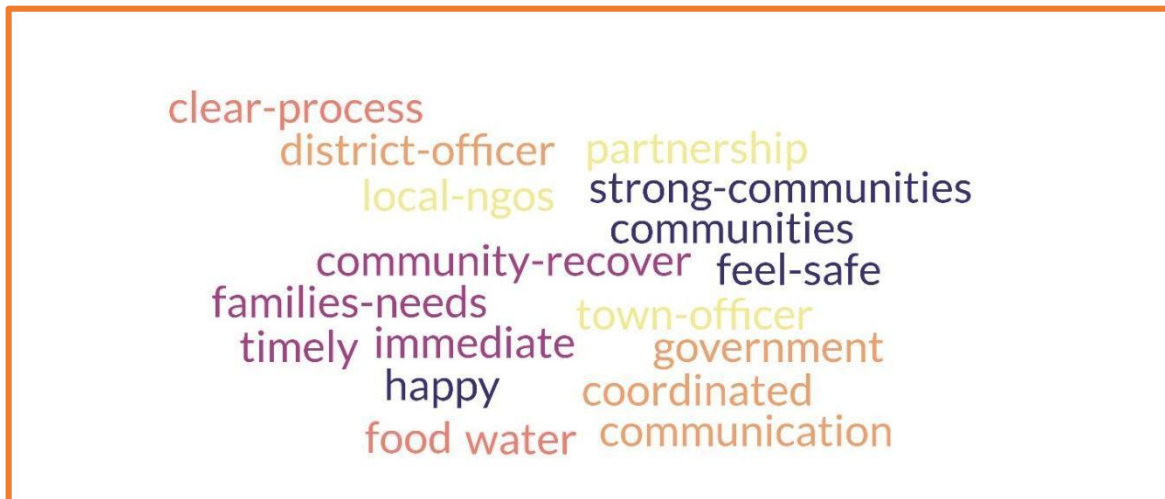 clear-process
district-officer partnership
local-ngos strong-communities
communities
community-recover feel-safe
families-needs town-officer
timely immediate government
happy coordinated
food water communication